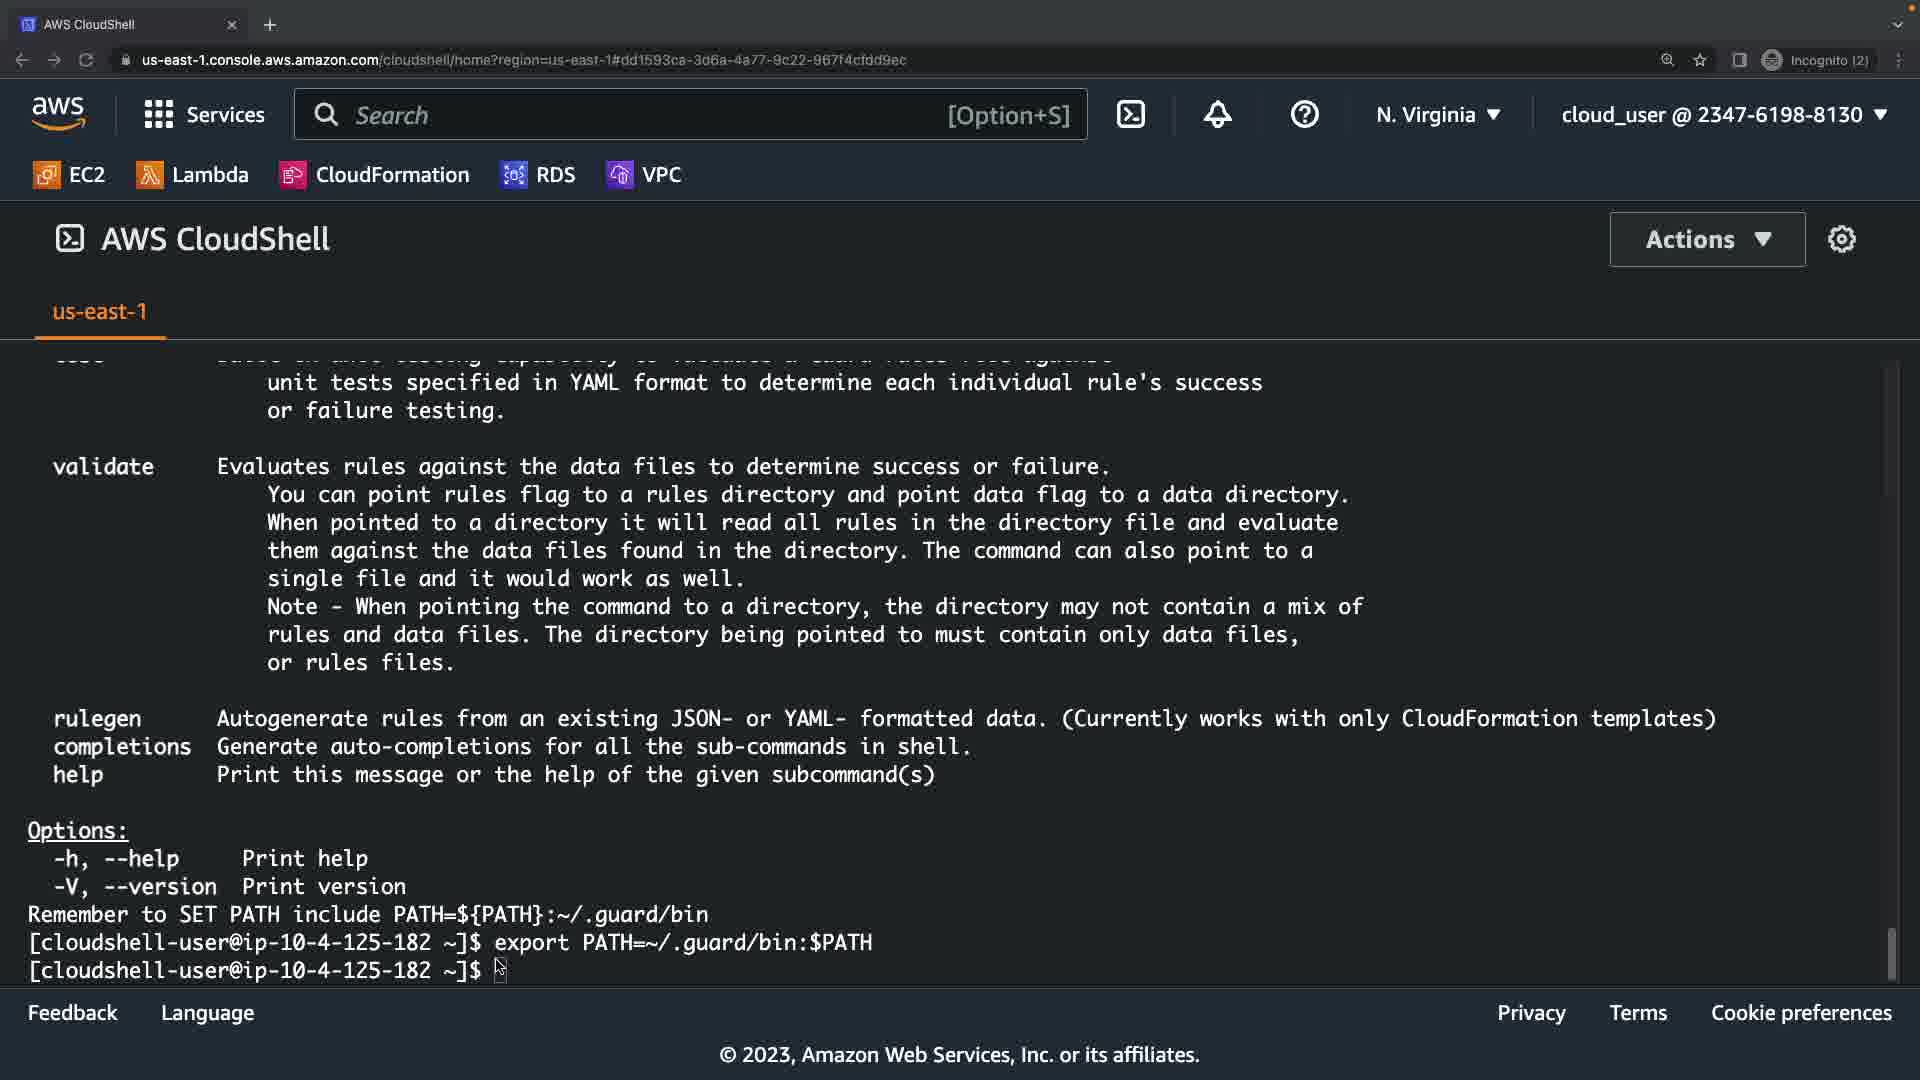 AWS CloudShell
us-east-1.console.aws.amazon.com/cloudshell/home?region=us-east-1#dd1593ca-3d6a-4a77-9c22-967f4cfdd9ec
Incognito (2)
aws
Services
Search
[Option+S]
N. Virginia
cloud_user @ 2347-6198-8130
EC2
Lambda
CloudFormation
RDS
VPC
AWS CloudShell
Actions
us-east-1
unit tests specified in YAML format to determine each individual rule's success
or failure testing.
validate Evaluates rules against the data files to determine success or failure.
You can point rules flag to a rules directory and point data flag to a data directory.
When pointed to a directory it will read all rules in the directory file and evaluate
them against the data files found in the directory. The command can also point to a
single file and it would work as well.
Note - When pointing the command to a directory, the directory may not contain a mix of
rules and data files. The directory being pointed to must contain only data files,
or rules files.
rulegen Autogenerate rules from an existing JSON- or YAML- formatted data. (Currently works with only CloudFormation templates)
completions Generate auto-completions for all the sub-commands in shell.
help Print this message or the help of the given subcommand(s)
Options:
-h, --help Print help
-V, --version Print version
Remember to SET PATH include PATH=${PATH}:~/.guard/bin
[cloudshell-user@ip-10-4-125-182 ~]$ export PATH=~/.guard/bin:$PATH
[cloudshell-user@ip-10-4-125-182 ~]$
Feedback
Language
Privacy
Terms
Cookie preferences
© 2023, Amazon Web Services, Inc. or its affiliates.